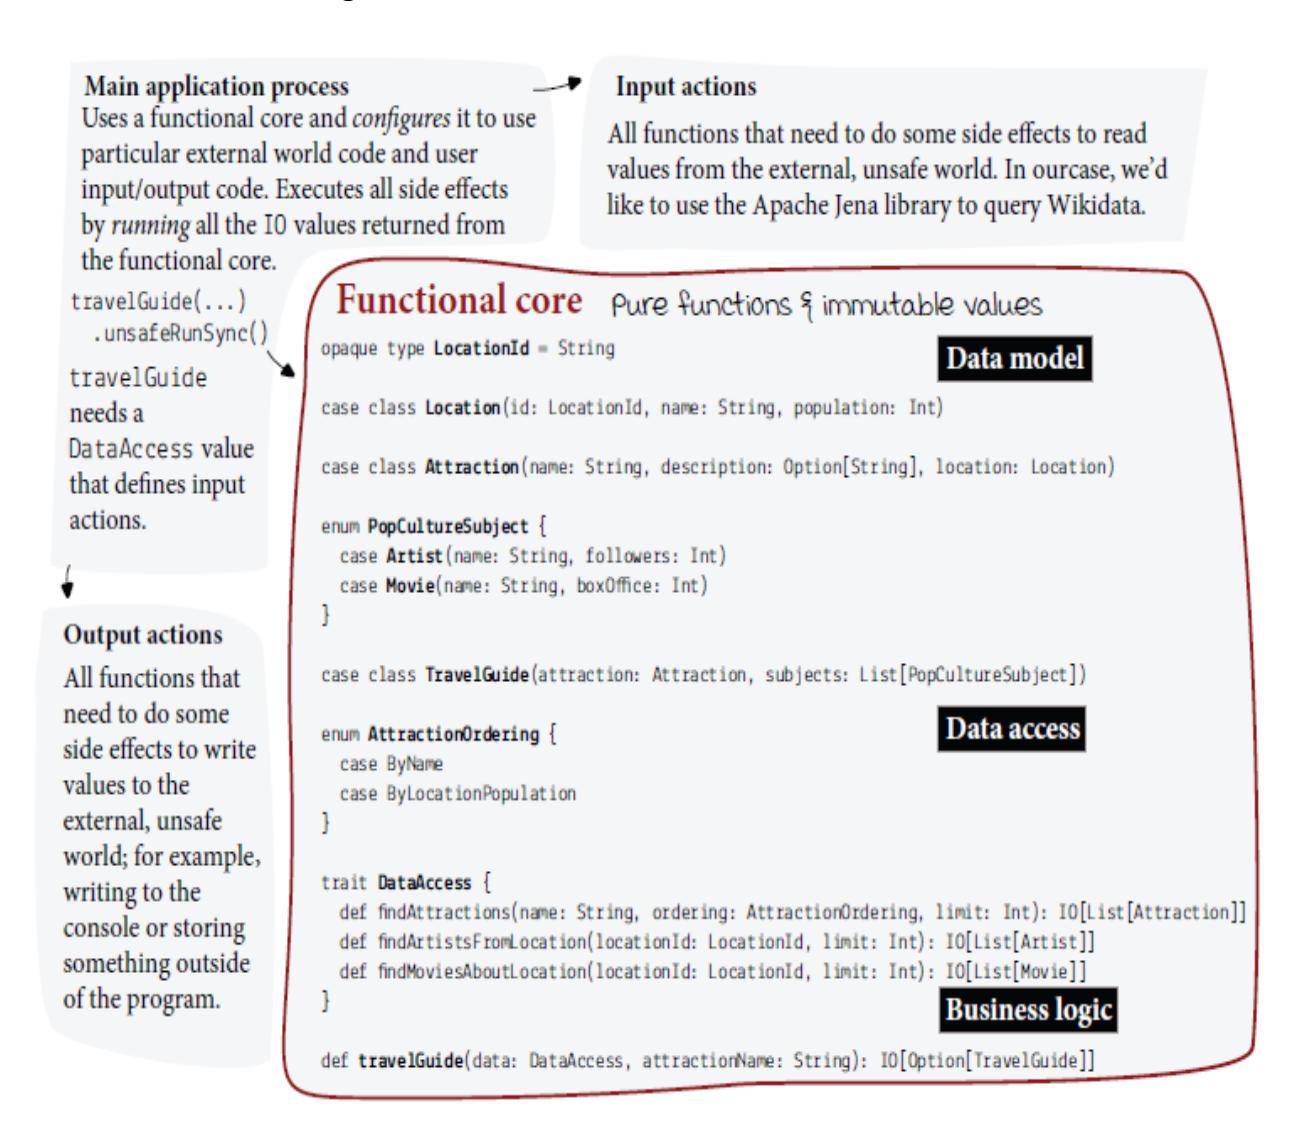 Main application process
Uses a functional core and configures it to use
particular external world code and user
input/output code. Executes all side effects
by running all the IO values returned from
the functional core.
travelGuide(...)
.unsafeRunSync()
travelGuide
needs a
DataAccess value
that defines input
actions.
Input actions
All functions that need to do some side effects to read
values from the external, unsafe world. In ourcase, we'd
like to use the Apache Jena library to query Wikidata.
Output actions
All functions that
need to do some
side effects to write
values to the
external, unsafe
world; for example,
writing to the
console or storing
something outside
of the program.
Functional core Pure functions & immutable values
opaque type LocationId = String
Data model
case class Location(id: LocationId, name: String, population: Int)
case class Attraction(name: String, description: Option[String], location: Location)
enum PopCultureSubject {
case Artist(name: String, followers: Int)
case Movie(name: String, boxOffice: Int)
}
case class TravelGuide(attraction: Attraction, subjects: List[PopCultureSubject])
enum AttractionOrdering {
Data access
case ByName
case ByLocationPopulation
}
trait DataAccess {
def findAttractions(name: String, ordering: AttractionOrdering, limit: Int): IO[List[Attraction]]
def findArtistsFromLocation(locationId: LocationId, limit: Int): IO[List[Artist]]
def findMoviesAboutLocation(locationId: LocationId, limit: Int): IO[List[Movie]]
}
Business logic
def travelGuide(data: DataAccess, attractionName: String): IO[Option[TravelGuide]]